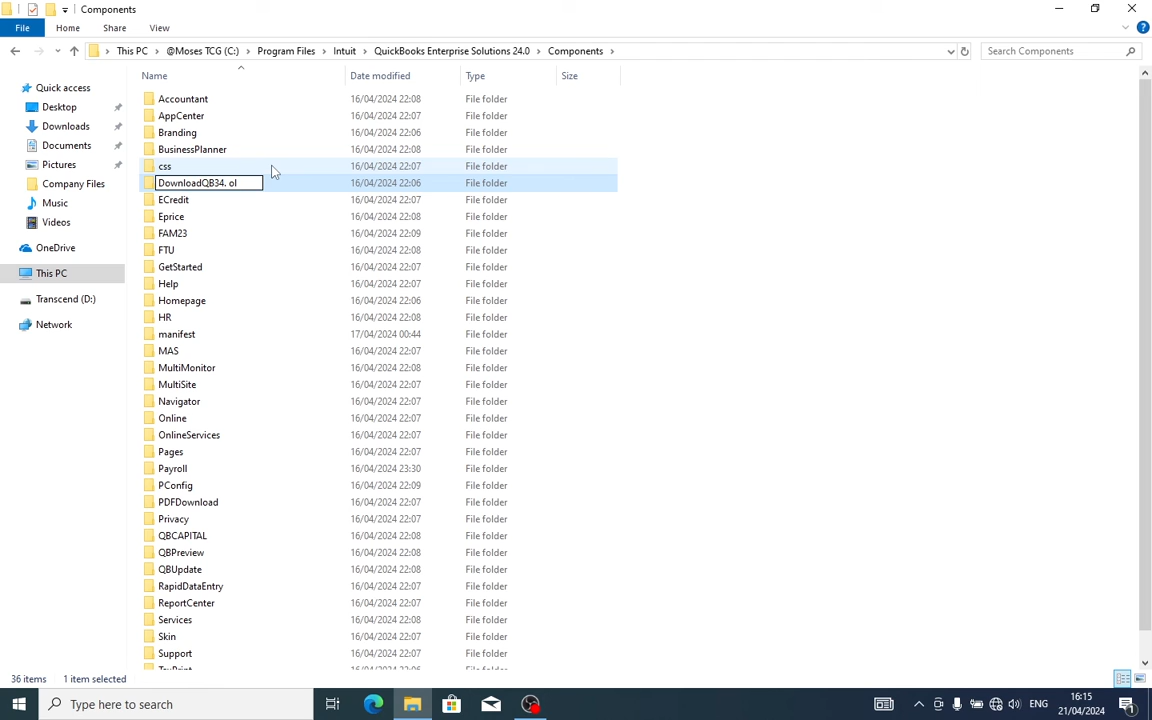 Components
File
Home
Share
View
This PC
@Moses TCG (C:)
Program Files
Intuit
QuickBooks Enterprise Solutions 24.0
Components
Search Components
Name
Date modified
Type
Size
Quick access
Desktop
Downloads
Documents
Pictures
Company Files
Music
Videos
OneDrive
This PC
Transcend (D:)
Network
Accountant 16/04/2024 22:08 File folder
AppCenter 16/04/2024 22:07 File folder
Branding 16/04/2024 22:06 File folder
BusinessPlanner 16/04/2024 22:08 File folder
css 16/04/2024 22:07 File folder
DownloadQB34. ol 16/04/2024 22:06 File folder
ECredit 16/04/2024 22:07 File folder
Eprice 16/04/2024 22:08 File folder
FAM23 16/04/2024 22:09 File folder
FTU 16/04/2024 22:08 File folder
GetStarted 16/04/2024 22:07 File folder
Help 16/04/2024 22:07 File folder
Homepage 16/04/2024 22:06 File folder
HR 16/04/2024 22:08 File folder
manifest 17/04/2024 00:44 File folder
MAS 16/04/2024 22:07 File folder
MultiMonitor 16/04/2024 22:08 File folder
MultiSite 16/04/2024 22:07 File folder
Navigator 16/04/2024 22:07 File folder
Online 16/04/2024 22:07 File folder
OnlineServices 16/04/2024 22:07 File folder
Pages 16/04/2024 22:07 File folder
Payroll 16/04/2024 23:30 File folder
PConfig 16/04/2024 22:09 File folder
PDFDownload 16/04/2024 22:07 File folder
Privacy 16/04/2024 22:07 File folder
QBCAPITAL 16/04/2024 22:08 File folder
QBPreview 16/04/2024 22:08 File folder
QBUpdate 16/04/2024 22:08 File folder
RapidDataEntry 16/04/2024 22:07 File folder
ReportCenter 16/04/2024 22:07 File folder
Services 16/04/2024 22:08 File folder
Skin 16/04/2024 22:07 File folder
Support 16/04/2024 22:07 File folder
36 items 1 item selected
Type here to search
ENG
16:15
21/04/2024
1